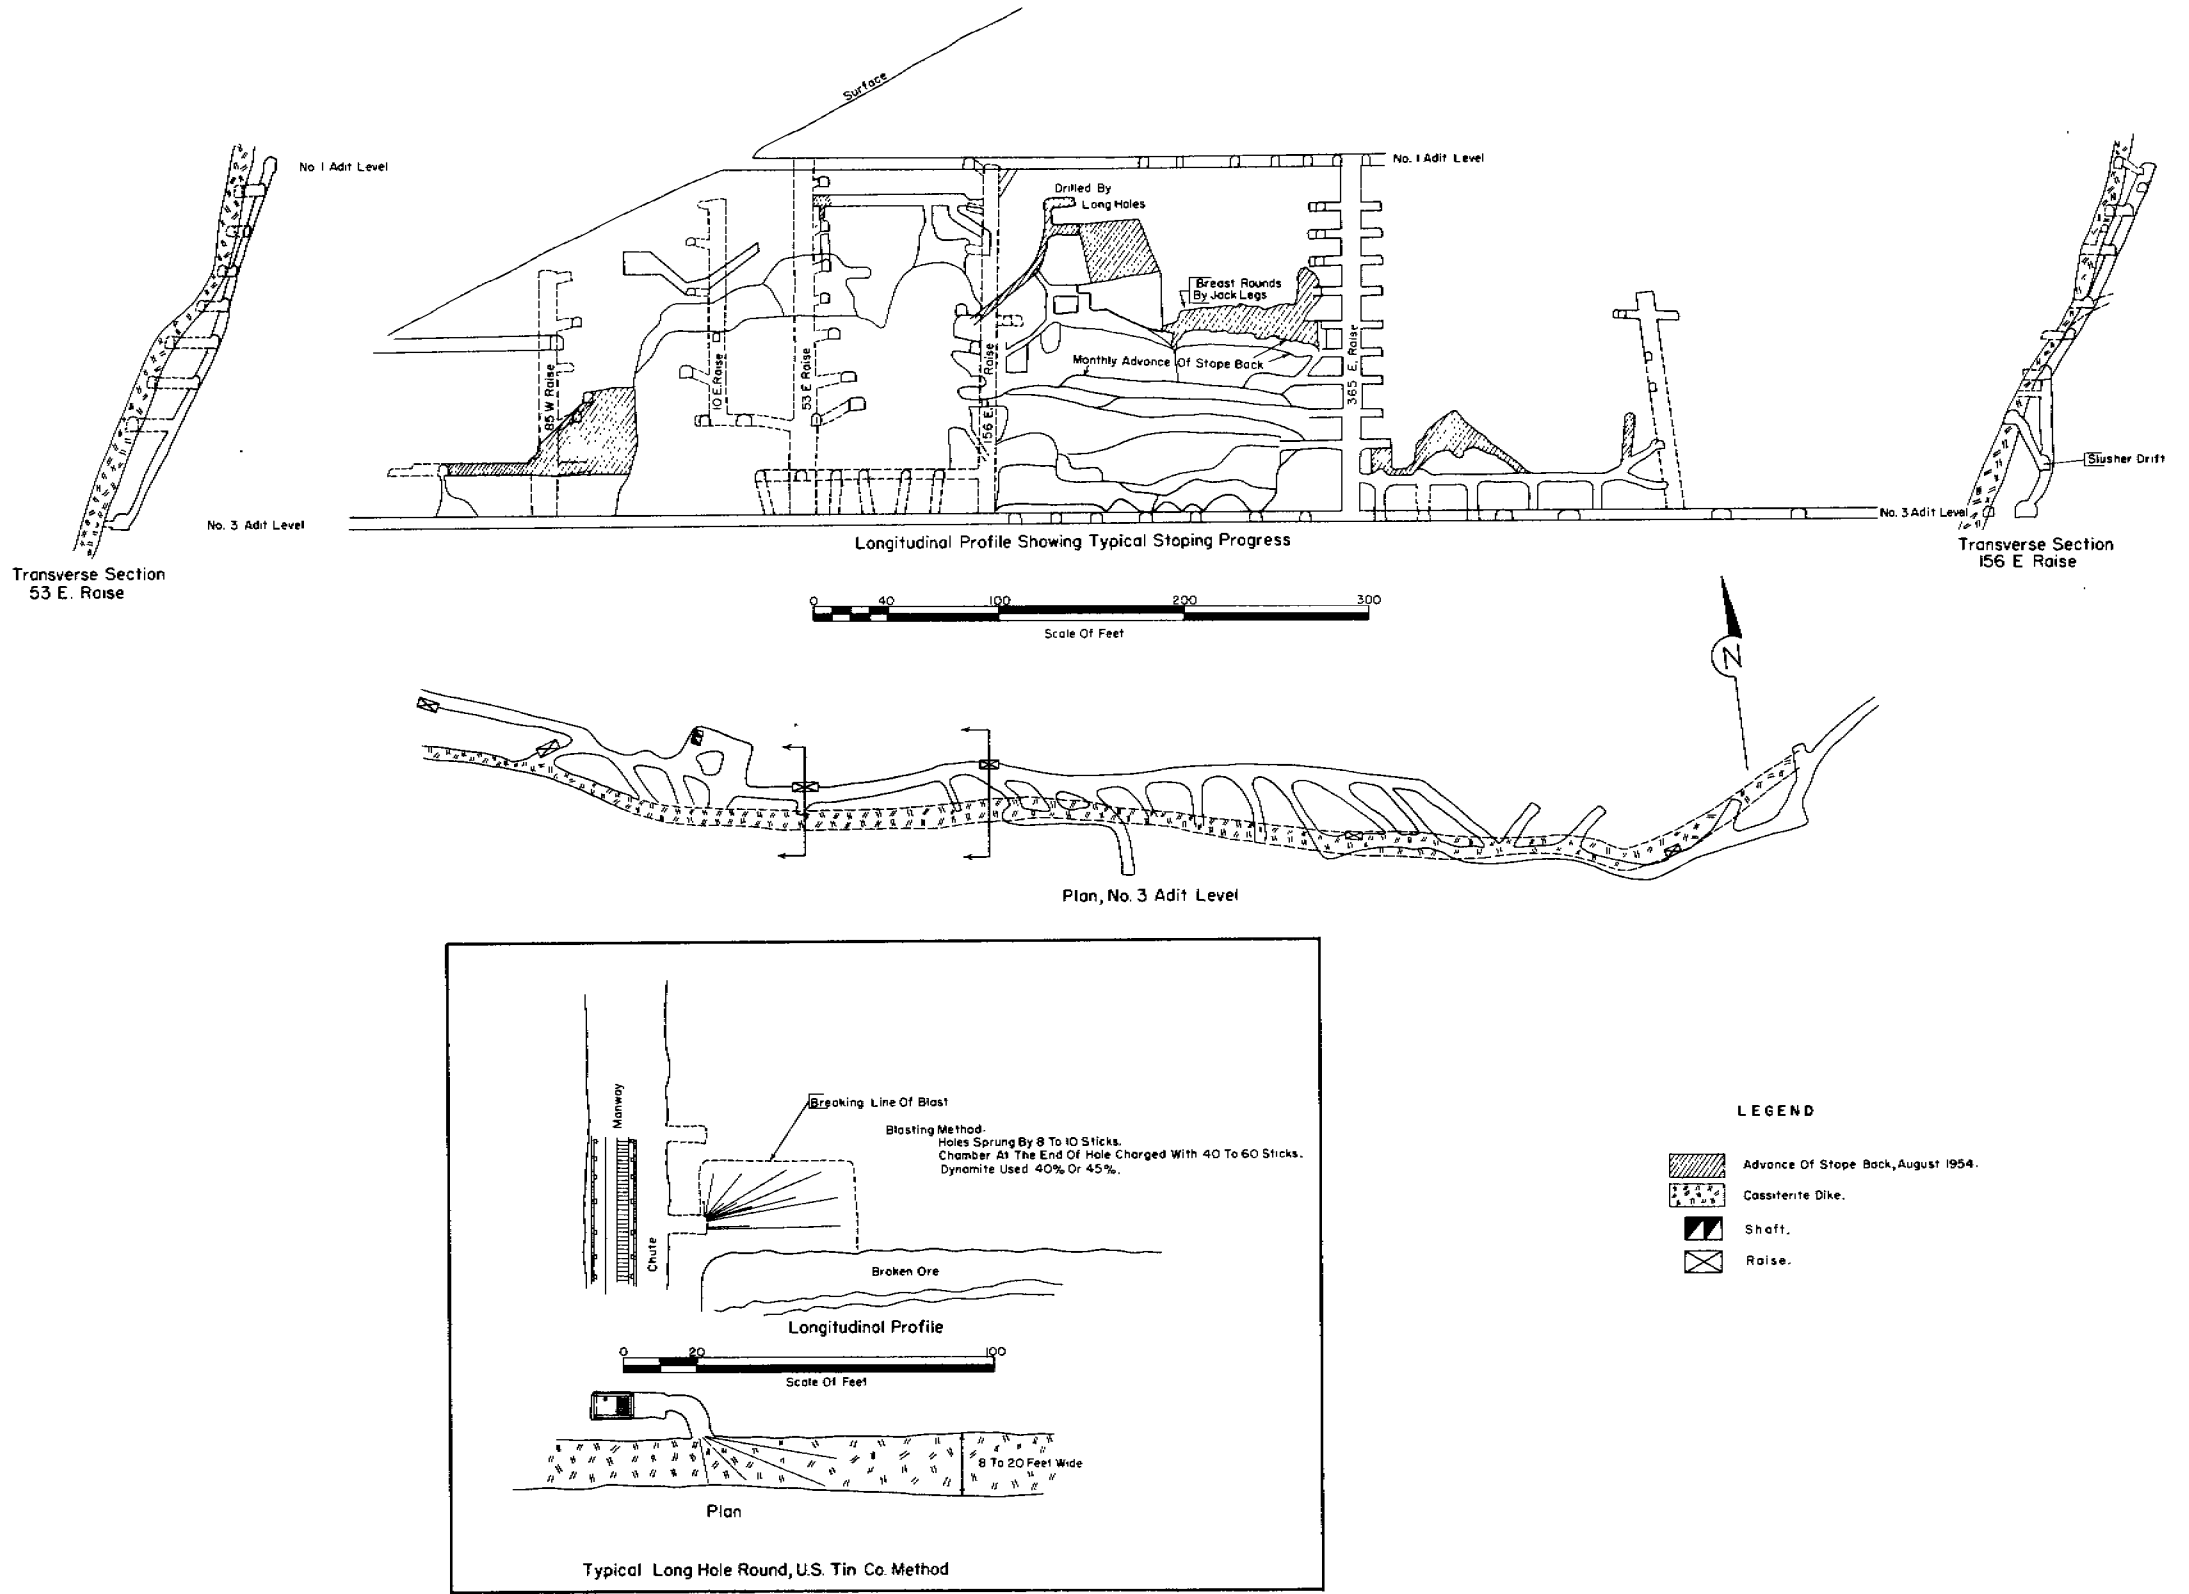 Surface
No. 1 Adit Level
No. 1 Adit Level
Drilled By
Long Holes
Breast Rounds
By Jack Legs
Monthly Advance Of Stope Back
85 W Raise
10 E Raise
53 E Raise
156 E. Raise
365 E. Raise
Slusher Drift
No. 3 Adit Level
No. 3 Adit Level
Longitudinal Profile Showing Typical Stoping Progress
Transverse Section
53 E. Raise
Transverse Section
156 E Raise
0 40 100 200 300
Scale Of Feet
N
Plan, No. 3 Adit Level
Manway
Chute
Breaking Line Of Blast
Blasting Method-
Holes Sprung By 8 To 10 Sticks.
Chamber At The End Of Hole Charged With 40 To 60 Sticks.
Dynamite Used 40% Or 45%.
Broken Ore
Longitudinal Profile
0 20 100
Scale Of Feet
8 To 20 Feet Wide
Plan
Typical Long Hole Round, U.S. Tin Co. Method
LEGEND
Advance Of Stope Back, August 1954.
Cassiterite Dike.
Shaft.
Raise.